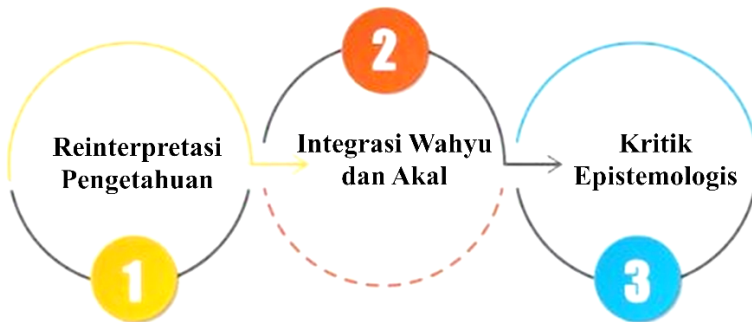 1
Reinterpretasi
Pengetahuan
2
Integrasi Wahyu
dan Akal
3
Kritik
Epistemologis